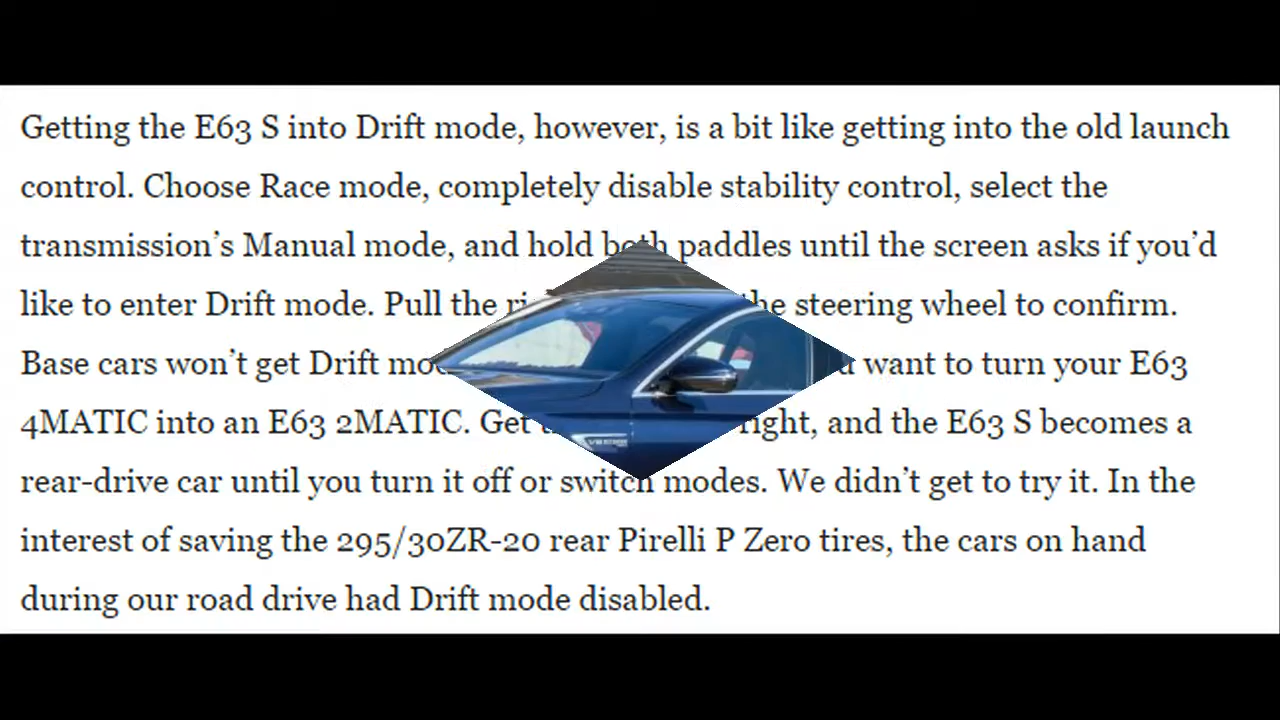 Getting the E63 S into Drift mode, however, is a bit like getting into the old launch
control. Choose Race mode, completely disable stability control, select the
transmission’s Manual mode, and hold both paddles until the screen asks if you’d
like to enter Drift mode. Pull the the steering wheel to confirm.
Base cars won’t get Drift want to turn your E63
4MATIC into an E63 2MATIC. Get right, and the E63 S becomes a
rear-drive car until you turn it off or switch modes. We didn’t get to try it. In the
interest of saving the 295/30ZR-20 rear Pirelli P Zero tires, the cars on hand
during our road drive had Drift mode disabled.